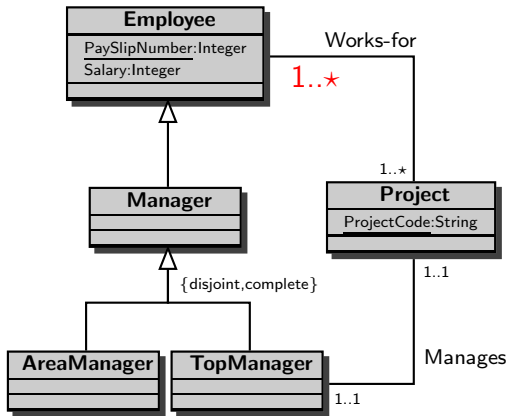 Employee
PaySlipNumber:Integer
Salary:Integer
Works-for
1..⋆
1..⋆
Manager
Project
ProjectCode:String
1..1
{disjoint,complete}
AreaManager
TopManager
Manages
1..1